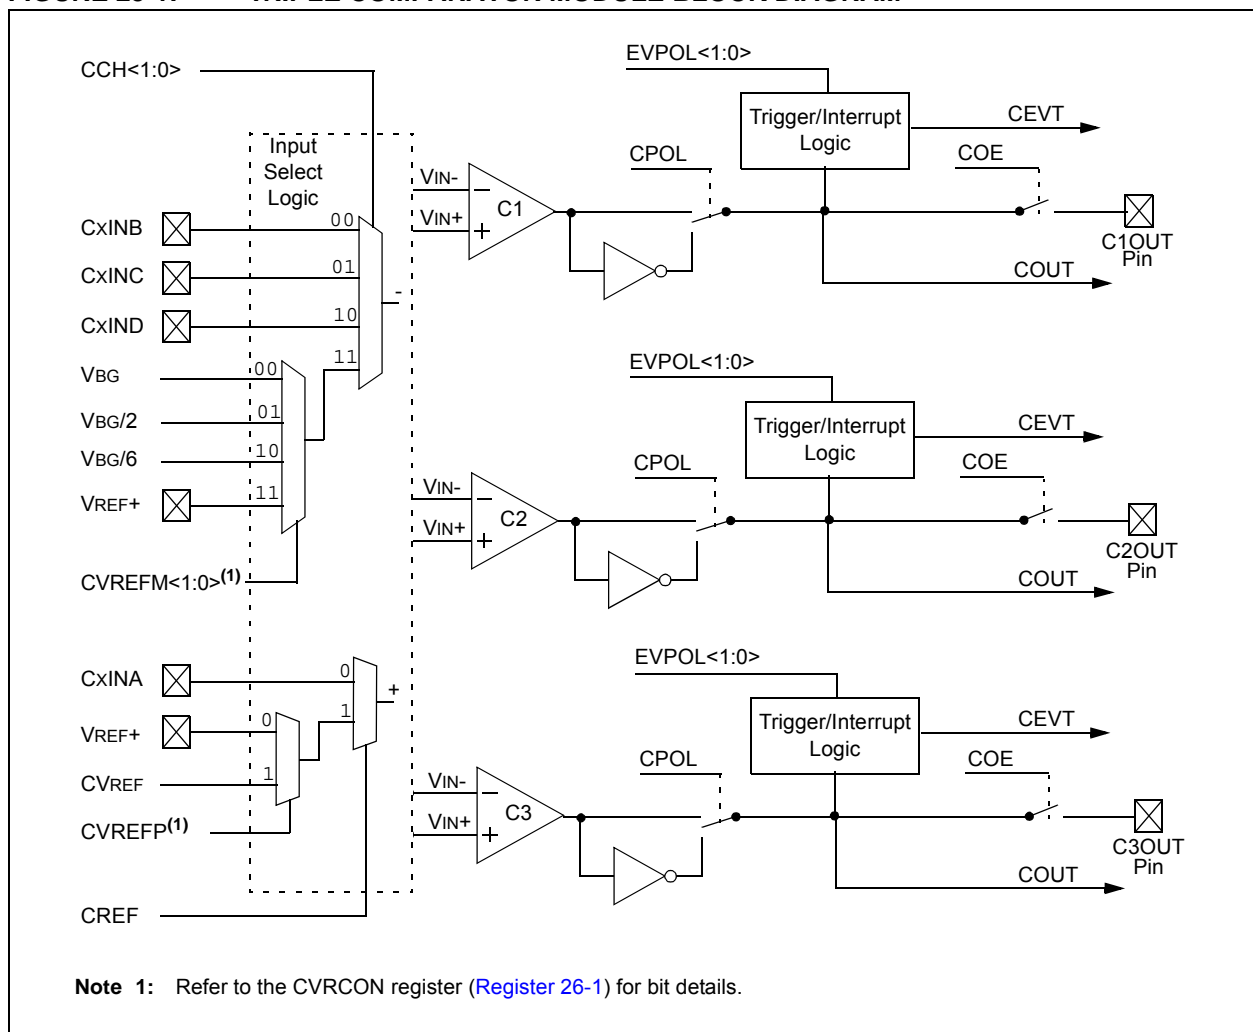 CCH<1:0>
Input
Select
Logic
CxINB
00
CxINC
01
CxIND
10
-
11
VBG
00
VBG/2
01
VBG/6
10
VREF+
11
CVREFM<1:0>(1)
CxINA
0
+
1
VREF+
0
CVREF
1
CVREFP(1)
CREF
EVPOL<1:0>
Trigger/Interrupt
Logic
CEVT
CPOL
COE
VIN-
-
VIN+
+
C1
C1OUT
Pin
COUT
EVPOL<1:0>
Trigger/Interrupt
Logic
CEVT
CPOL
COE
VIN-
-
VIN+
+
C2
C2OUT
Pin
COUT
EVPOL<1:0>
Trigger/Interrupt
Logic
CEVT
CPOL
COE
VIN-
-
VIN+
+
C3
C3OUT
Pin
COUT
Note 1: Refer to the CVRCON register (Register 26-1) for bit details.